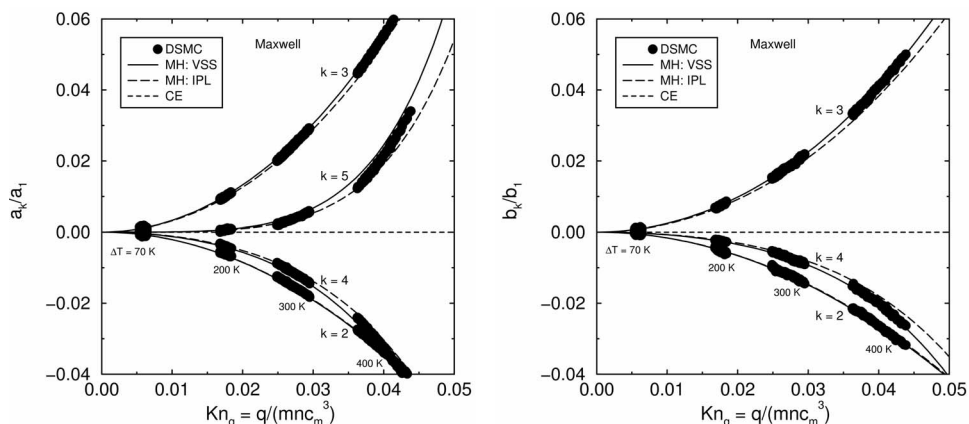 0.06
0.04
0.02
0.00
−0.02
−0.04
a_k/a_1
DSMC
MH: VSS
MH: IPL
CE
Maxwell
k = 3
k = 5
k = 4
k = 2
ΔT = 70 K
200 K
300 K
400 K
0.00 0.01 0.02 0.03 0.04 0.05
Kn_q = q/(mnc_m^3)
0.06
0.04
0.02
0.00
−0.02
−0.04
b_k/b_1
DSMC
MH: VSS
MH: IPL
CE
Maxwell
k = 3
k = 4
k = 2
ΔT = 70 K
200 K
300 K
400 K
0.00 0.01 0.02 0.03 0.04 0.05
Kn_q = q/(mnc_m^3)